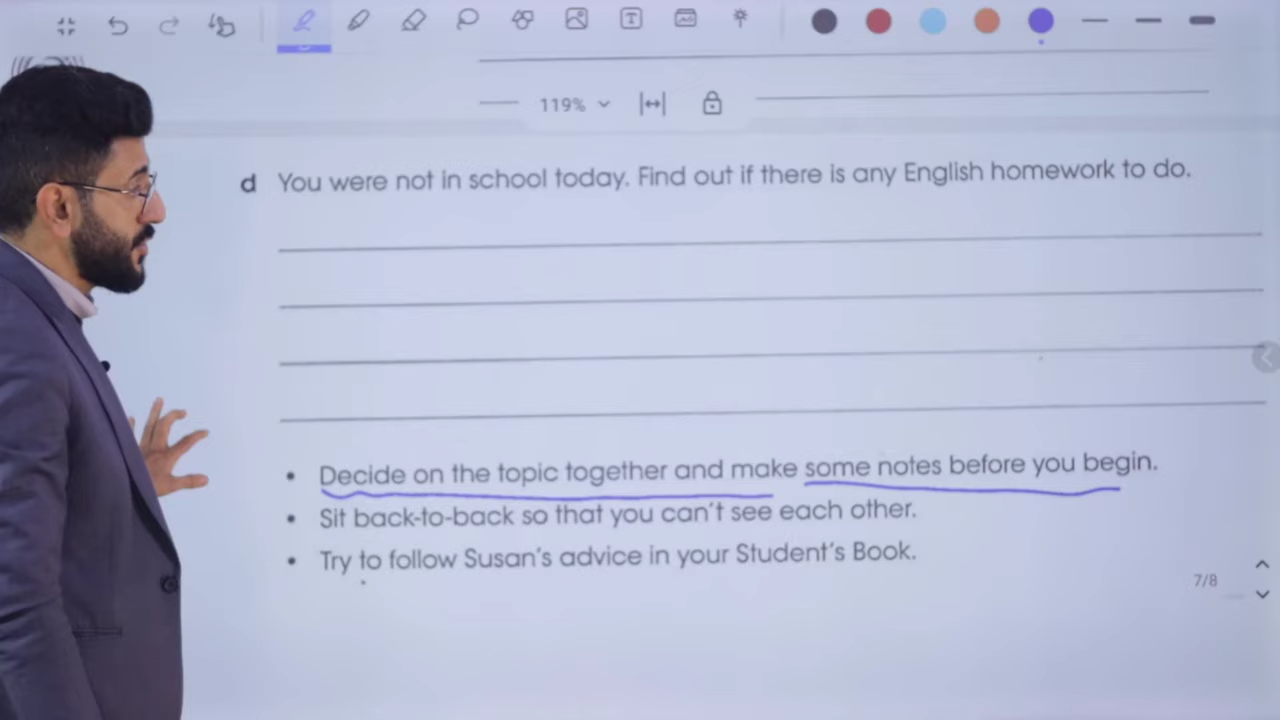 119%
d You were not in school today. Find out if there is any English homework to do.
• Decide on the topic together and make some notes before you begin.
• Sit back-to-back so that you can't see each other.
• Try to follow Susan's advice in your Student's Book.
7/8